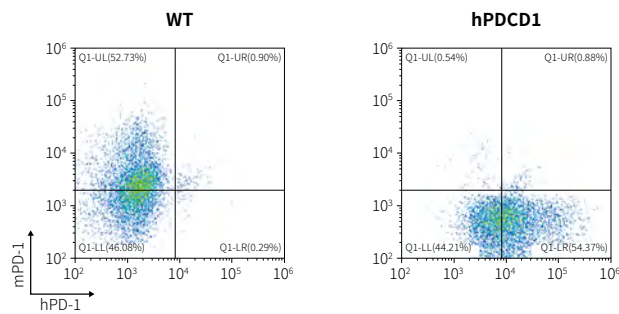 WT
hPDCD1
10⁶
Q1-UL(52.73%)
Q1-UR(0.90%)
10⁵
10⁴
10³
Q1-LL(46.08%)
Q1-LR(0.29%)
10²
10² 10³ 10⁴ 10⁵ 10⁶
10⁶
Q1-UL(0.54%)
Q1-UR(0.88%)
10⁵
10⁴
10³
Q1-LL(44.21%)
Q1-LR(54.37%)
10²
10² 10³ 10⁴ 10⁵ 10⁶
mPD-1
hPD-1